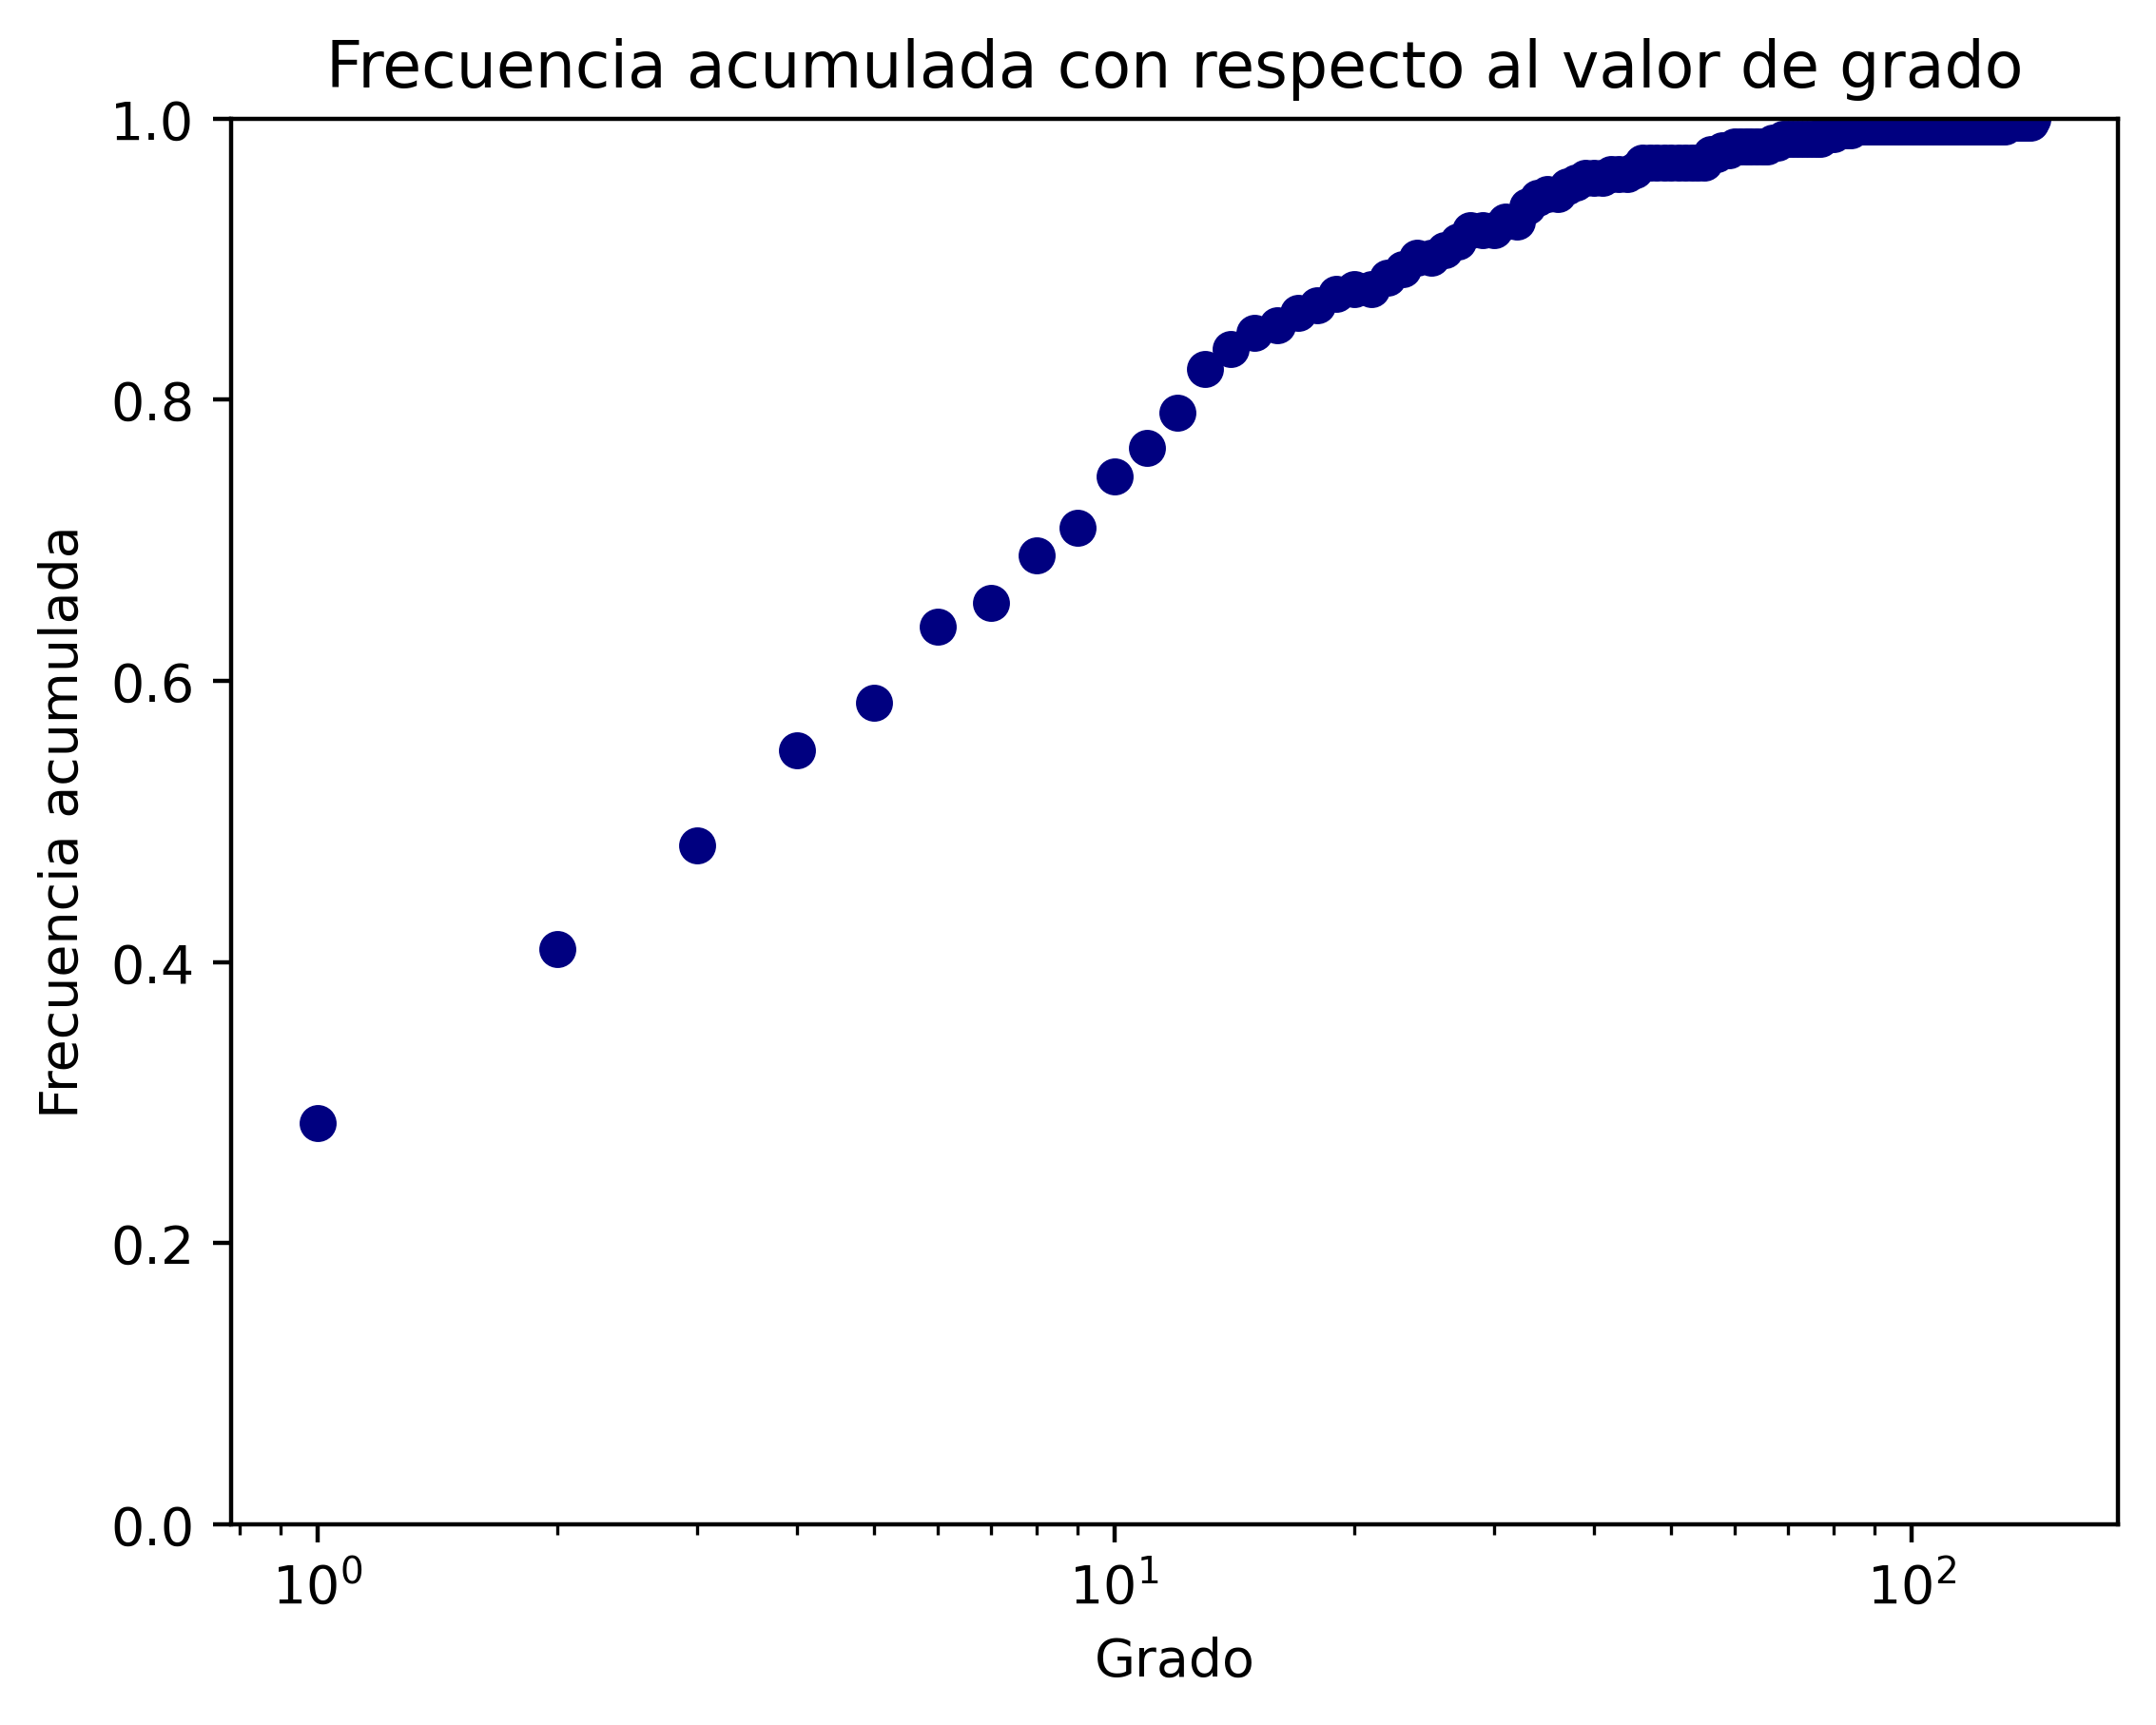 Frecuencia acumulada con respecto al valor de grado
1.0
0.8
0.6
0.4
0.2
0.0
Frecuencia acumulada
10⁰ 10¹ 10²
Grado